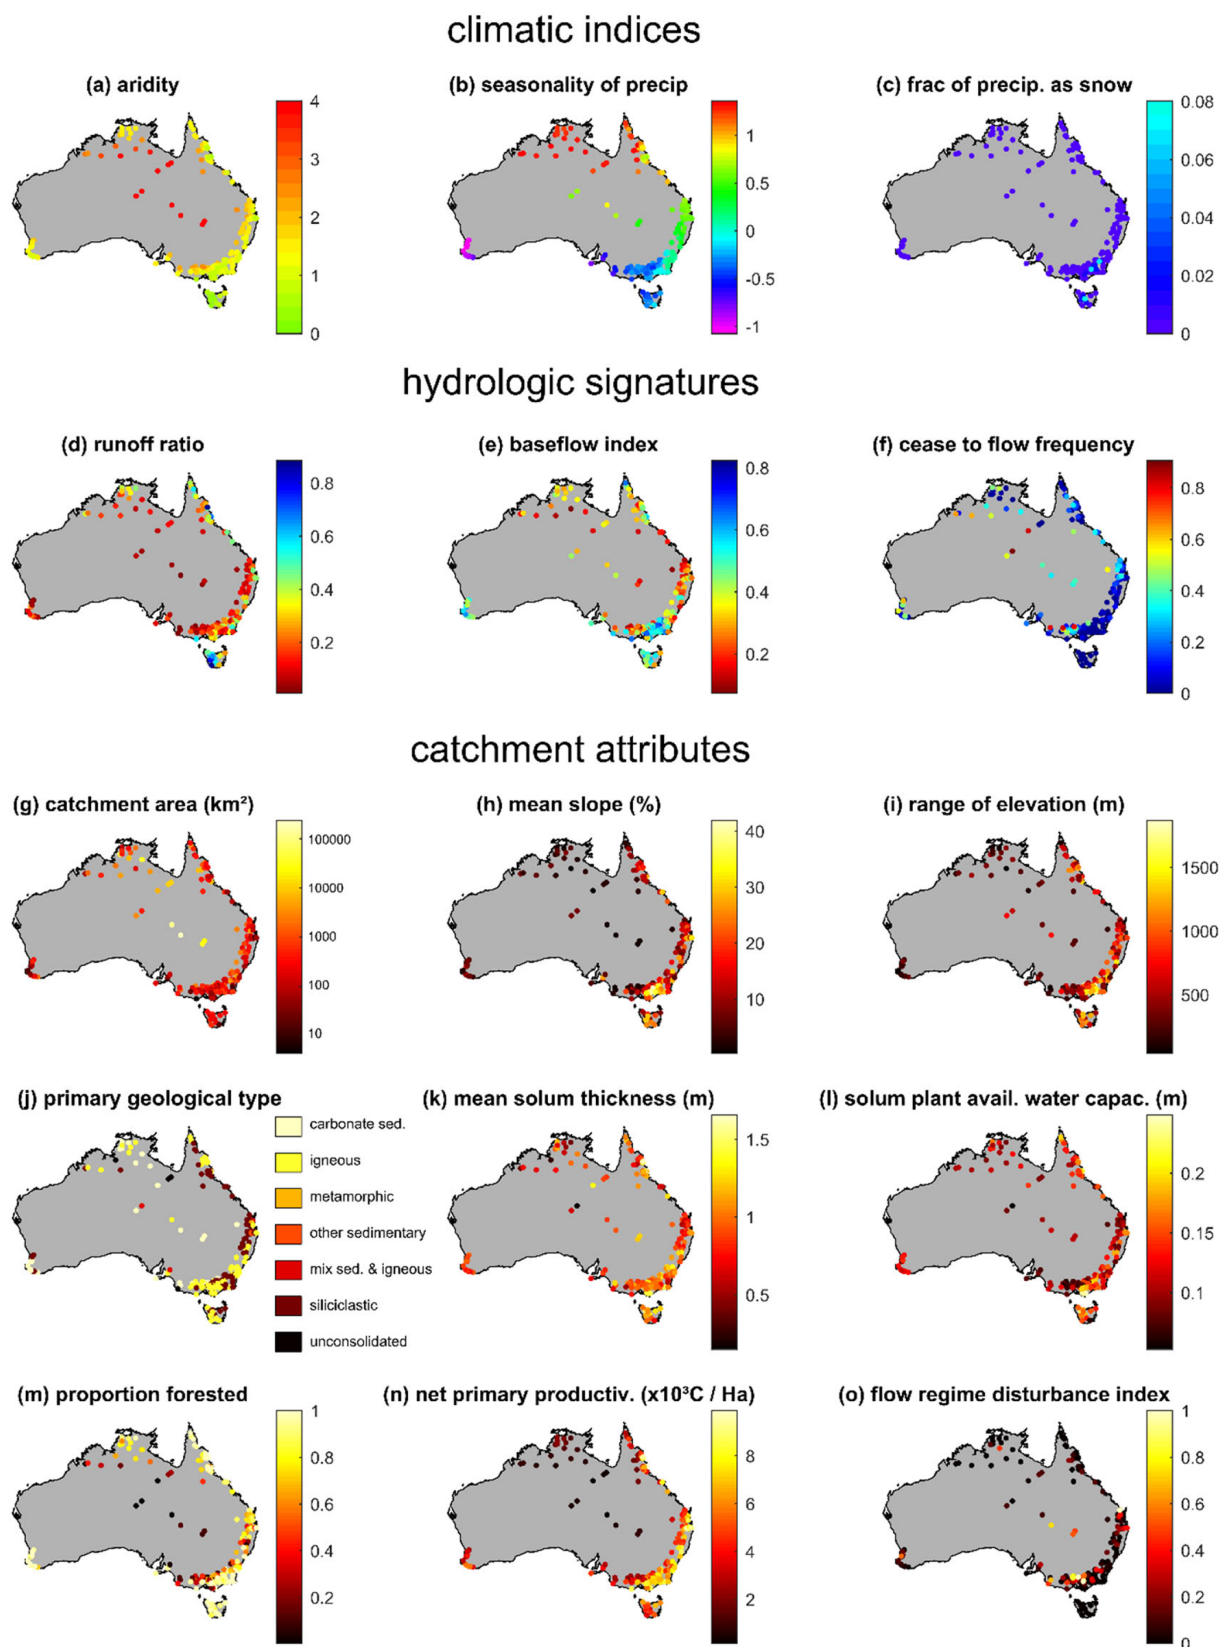 climatic indices
(a) aridity
(b) seasonality of precip
(c) frac of precip. as snow
4
3
2
1
0
1
0.5
0
-0.5
-1
0.08
0.06
0.04
0.02
0
hydrologic signatures
(d) runoff ratio
(e) baseflow index
(f) cease to flow frequency
0.8
0.6
0.4
0.2
0.8
0.6
0.4
0.2
0.8
0.6
0.4
0.2
0
catchment attributes
(g) catchment area (km²)
(h) mean slope (%)
(i) range of elevation (m)
100000
10000
1000
100
10
40
30
20
10
1500
1000
500
(j) primary geological type
(k) mean solum thickness (m)
(l) solum plant avail. water capac. (m)
carbonate sed.
igneous
metamorphic
other sedimentary
mix sed. & igneous
siliciclastic
unconsolidated
1.5
1
0.5
0.2
0.15
0.1
(m) proportion forested
(n) net primary productiv. (x10³C / Ha)
(o) flow regime disturbance index
1
0.8
0.6
0.4
0.2
8
6
4
2
1
0.8
0.6
0.4
0.2
0